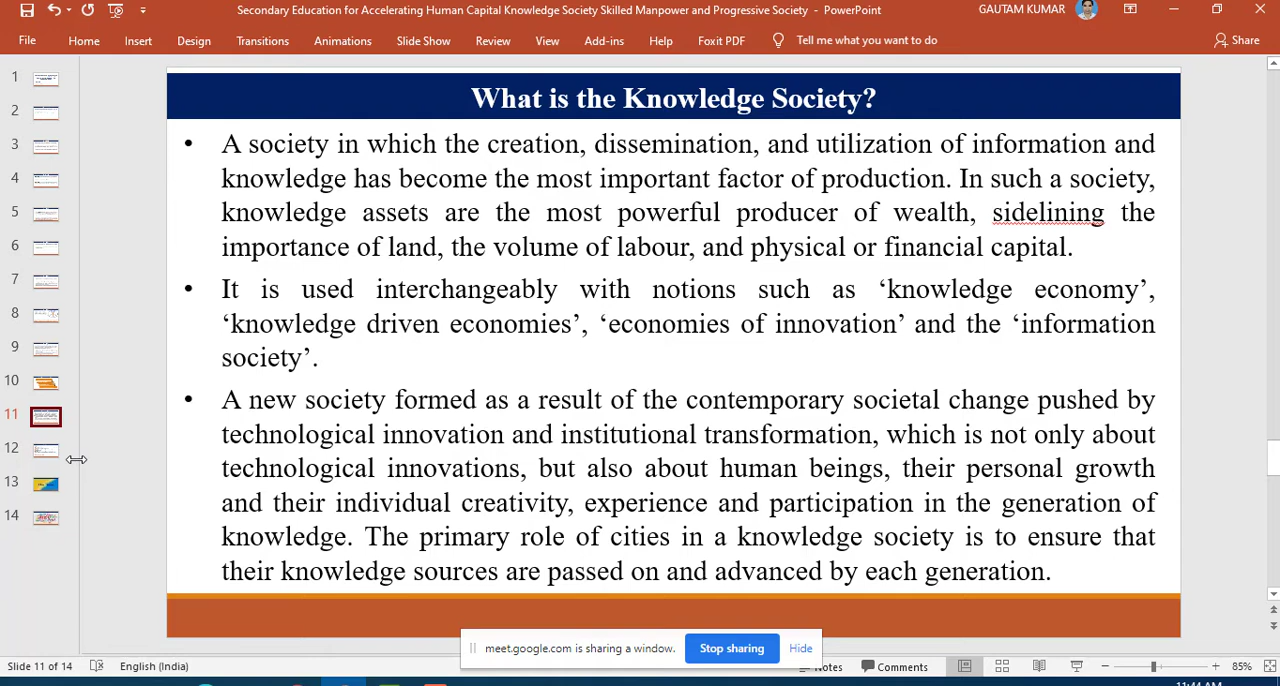 Secondary Education for Accelerating Human Capital Knowledge Society Skilled Manpower and Progressive Society - PowerPoint
GAUTAM KUMAR
File Home Insert Design Transitions Animations Slide Show Review View Add-ins Help Foxit PDF Tell me what you want to do Share
1
2
3
4
5
6
7
8
9
10
11
12
13
14
What is the Knowledge Society?
• A society in which the creation, dissemination, and utilization of information and
knowledge has become the most important factor of production. In such a society,
knowledge assets are the most powerful producer of wealth, sidelining the
importance of land, the volume of labour, and physical or financial capital.
• It is used interchangeably with notions such as ‘knowledge economy’,
‘knowledge driven economies’, ‘economies of innovation’ and the ‘information
society’.
• A new society formed as a result of the contemporary societal change pushed by
technological innovation and institutional transformation, which is not only about
technological innovations, but also about human beings, their personal growth
and their individual creativity, experience and participation in the generation of
knowledge. The primary role of cities in a knowledge society is to ensure that
their knowledge sources are passed on and advanced by each generation.
meet.google.com is sharing a window. Stop sharing Hide
Slide 11 of 14 English (India) Notes Comments 85%
11:44 AM